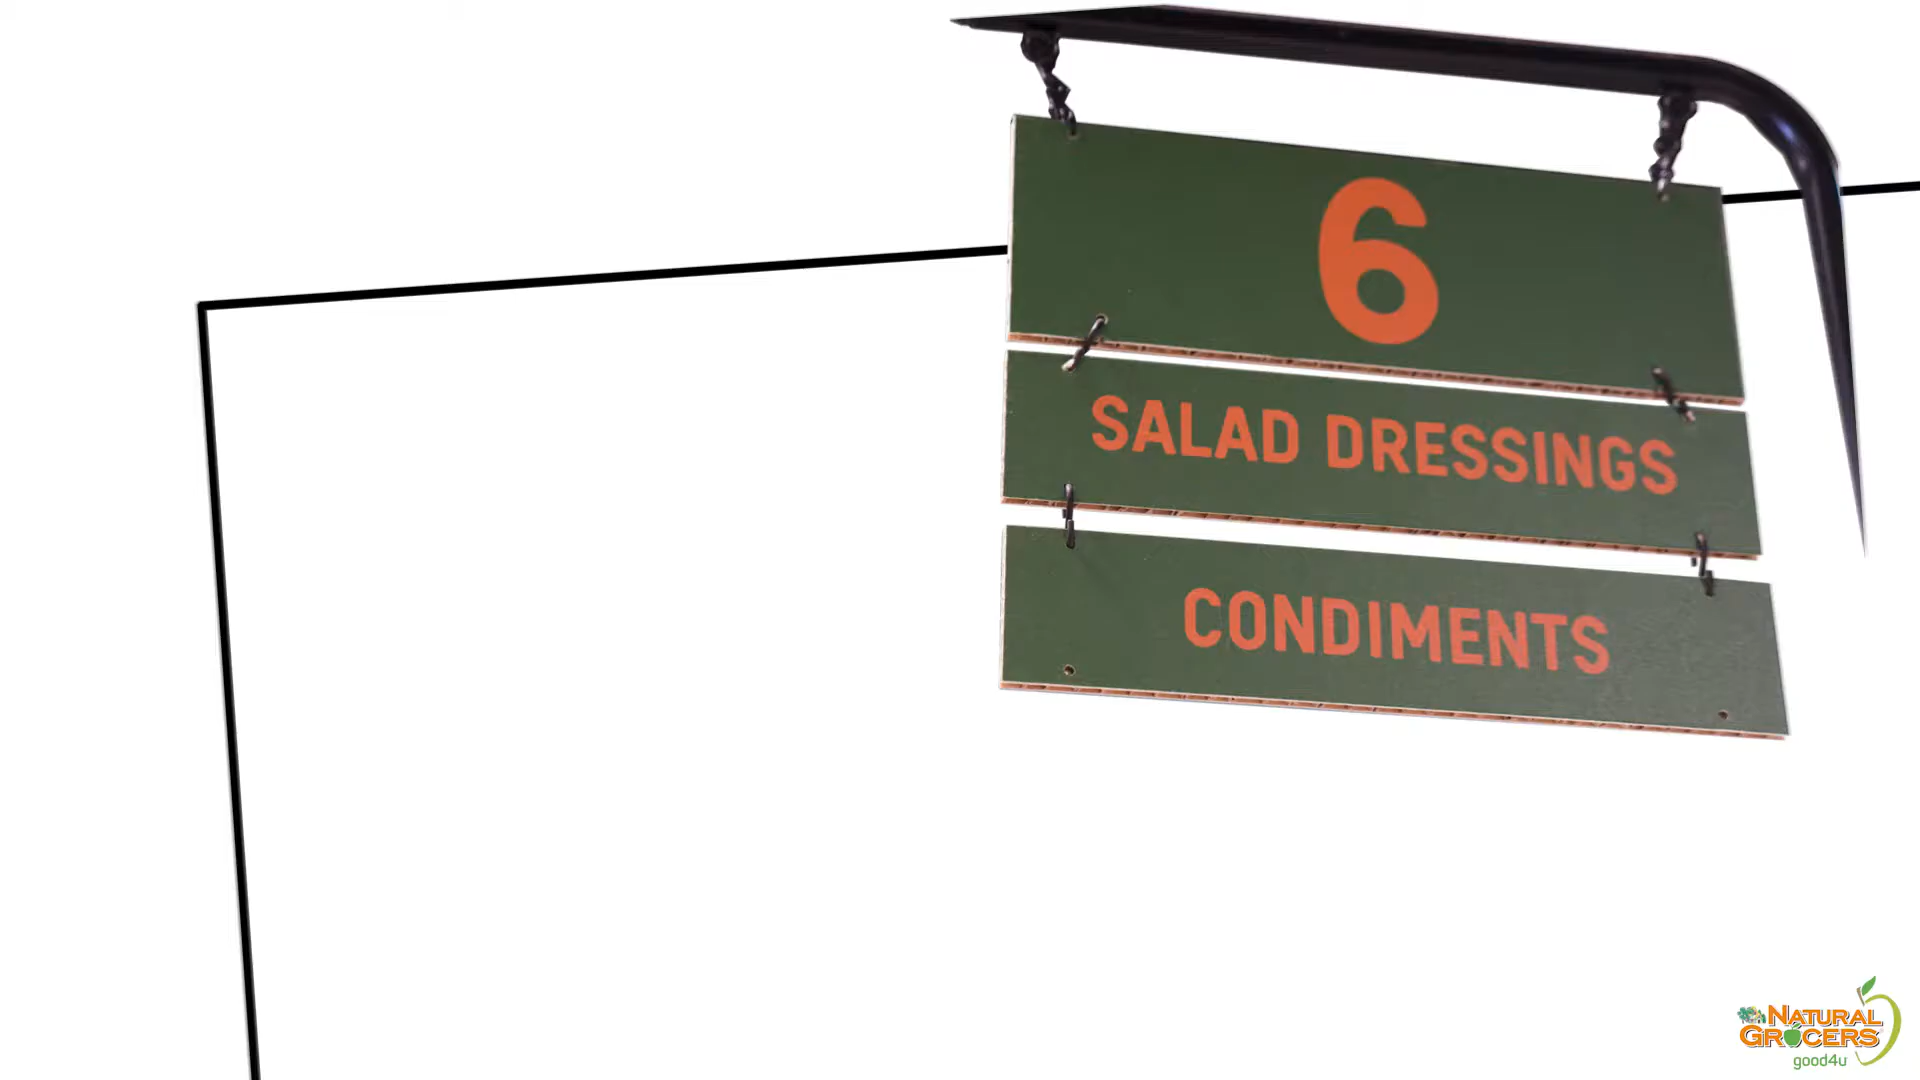 6
SALAD DRESSINGS
CONDIMENTS
NATURAL
GROCERS
good4u